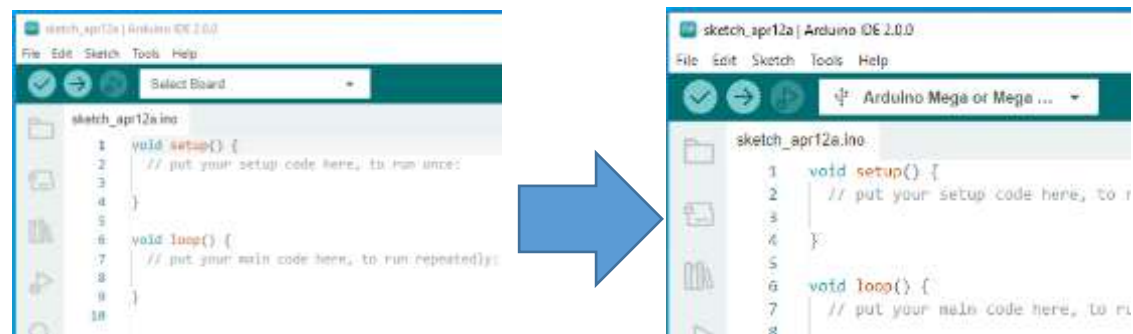 sketch_apr12a | Arduino IDE 2.0.0
File Edit Sketch Tools Help
Select Board
sketch_apr12a.ino
1 void setup() {
2 // put your setup code here, to run once:
3
4 }
5
6 void loop() {
7 // put your main code here, to run repeatedly:
8
9 }
10
sketch_apr12a | Arduino IDE 2.0.0
File Edit Sketch Tools Help
Arduino Mega or Mega ...
sketch_apr12a.ino
1 void setup() {
2 // put your setup code here, to r
3
4 }
5
6 void loop() {
7 // put your main code here, to ru
8